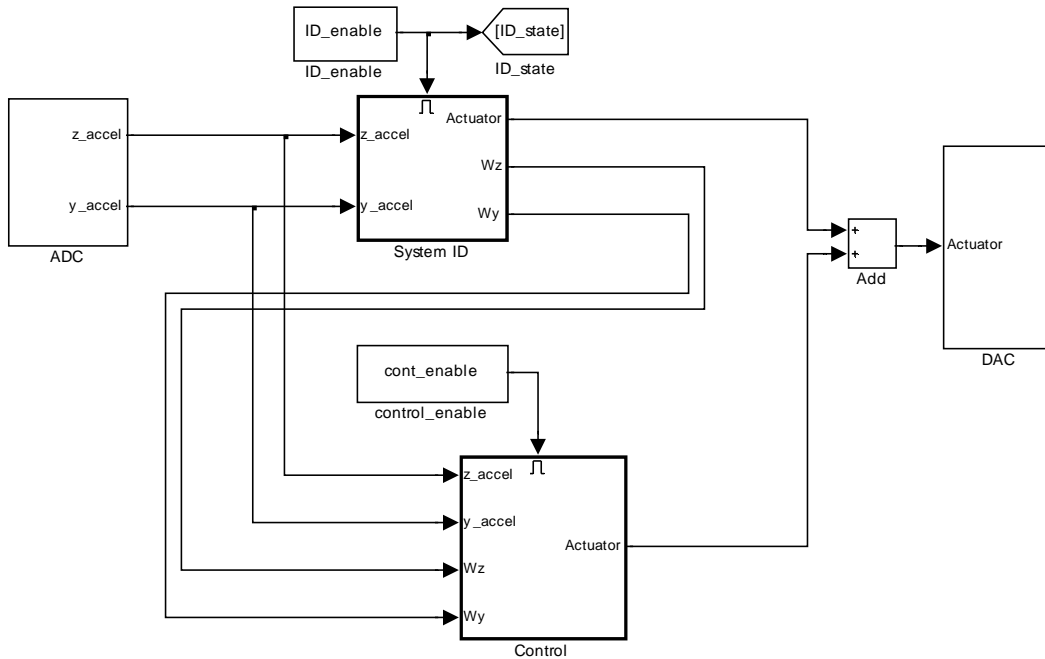 ID_enable
[ID_state]
ID_enable
ID_state
z_accel
y_accel
ADC
z_accel
y_accel
Actuator
Wz
Wy
System ID
+
+
Add
Actuator
DAC
cont_enable
control_enable
z_accel
y_accel
Wz
Wy
Actuator
Control